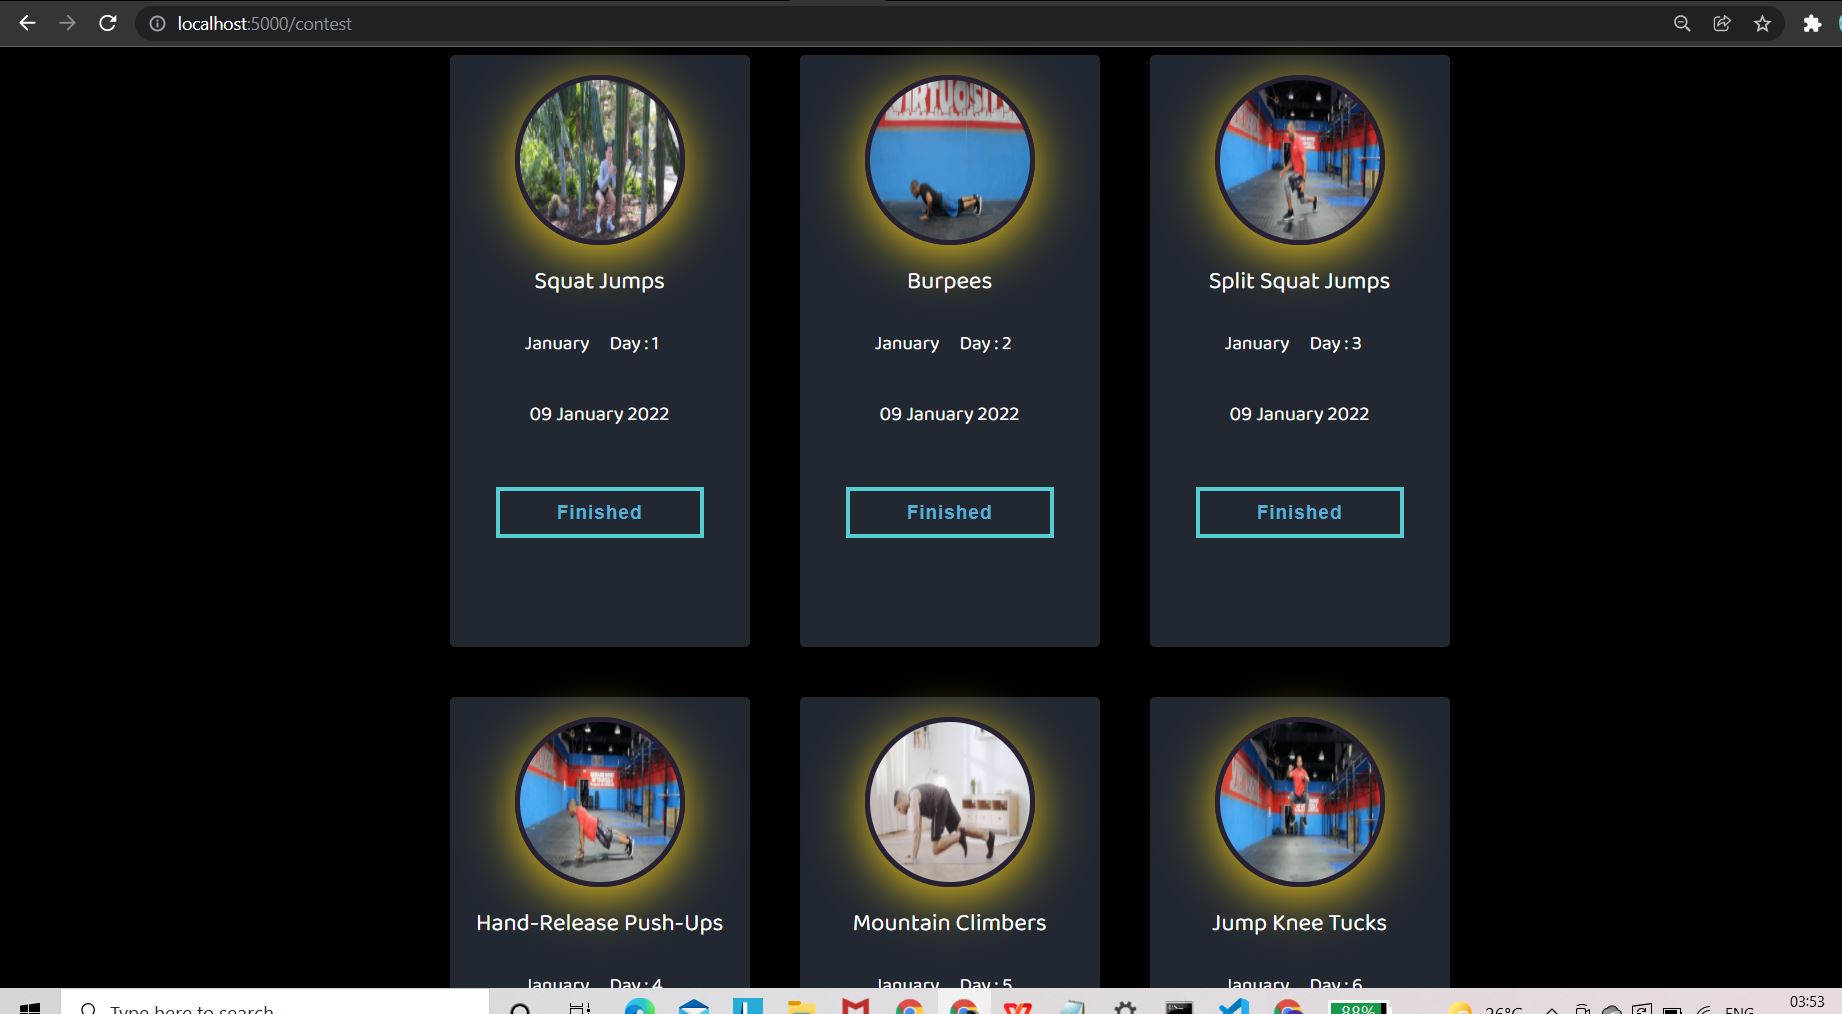 localhost:5000/contest
VIRTUOSI
Squat Jumps
Burpees
Split Squat Jumps
January Day : 1
January Day : 2
January Day : 3
09 January 2022
09 January 2022
09 January 2022
Finished
Finished
Finished
Hand-Release Push-Ups
Mountain Climbers
Jump Knee Tucks
January Day : 4
January Day : 5
January Day : 6
Type here to search
88%
26°C
ENG
03:53